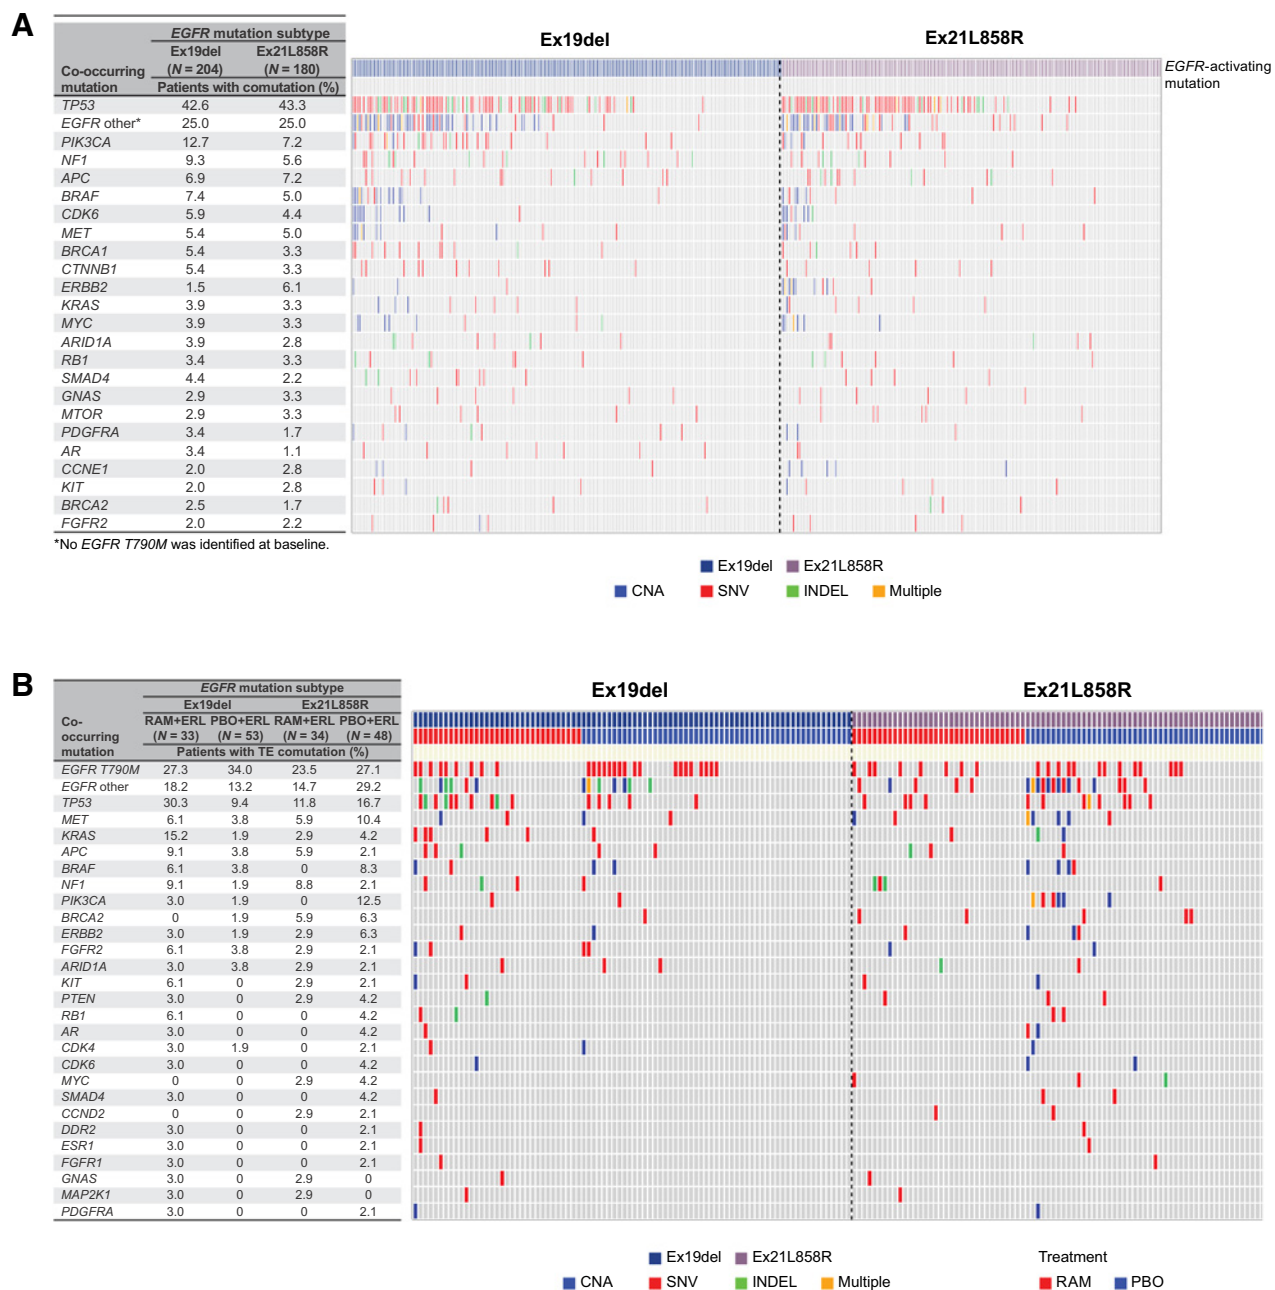 A
EGFR mutation subtype
Ex19del Ex21L858R
Co-occurring mutation (N = 204) (N = 180)
Patients with comutation (%)
Ex19del Ex21L858R
EGFR-activating
mutation
TP53 42.6 43.3
EGFR other* 25.0 25.0
PIK3CA 12.7 7.2
NF1 9.3 5.6
APC 6.9 7.2
BRAF 7.4 5.0
CDK6 5.9 4.4
MET 5.4 5.0
BRCA1 5.4 3.3
CTNNB1 5.4 3.3
ERBB2 1.5 6.1
KRAS 3.9 3.3
MYC 3.9 3.3
ARID1A 3.9 2.8
RB1 3.4 3.3
SMAD4 4.4 2.2
GNAS 2.9 3.3
MTOR 2.9 3.3
PDGFRA 3.4 1.7
AR 3.4 1.1
CCNE1 2.0 2.8
KIT 2.0 2.8
BRCA2 2.5 1.7
FGFR2 2.0 2.2
*No EGFR T790M was identified at baseline.
Ex19del Ex21L858R
CNA SNV INDEL Multiple
B
EGFR mutation subtype
Ex19del Ex21L858R
Co-occurring mutation
RAM+ERL PBO+ERL RAM+ERL PBO+ERL
(N = 33) (N = 53) (N = 34) (N = 48)
Patients with TE comutation (%)
Ex19del Ex21L858R
EGFR T790M 27.3 34.0 23.5 27.1
EGFR other 18.2 13.2 14.7 29.2
TP53 30.3 9.4 11.8 16.7
MET 6.1 3.8 5.9 10.4
KRAS 15.2 1.9 2.9 4.2
APC 9.1 3.8 5.9 2.1
BRAF 6.1 3.8 0 8.3
NF1 9.1 1.9 8.8 2.1
PIK3CA 3.0 1.9 0 12.5
BRCA2 0 1.9 5.9 6.3
ERBB2 3.0 1.9 2.9 6.3
FGFR2 6.1 3.8 2.9 2.1
ARID1A 3.0 3.8 2.9 2.1
KIT 6.1 0 2.9 2.1
PTEN 3.0 0 2.9 4.2
RB1 6.1 0 0 4.2
AR 3.0 0 0 4.2
CDK4 3.0 1.9 0 2.1
CDK6 3.0 0 0 4.2
MYC 0 0 2.9 4.2
SMAD4 3.0 0 0 4.2
CCND2 0 0 2.9 2.1
DDR2 3.0 0 0 2.1
ESR1 3.0 0 0 2.1
FGFR1 3.0 0 0 2.1
GNAS 3.0 0 2.9 0
MAP2K1 3.0 0 2.9 0
PDGFRA 3.0 0 0 2.1
Ex19del Ex21L858R Treatment
CNA SNV INDEL Multiple RAM PBO